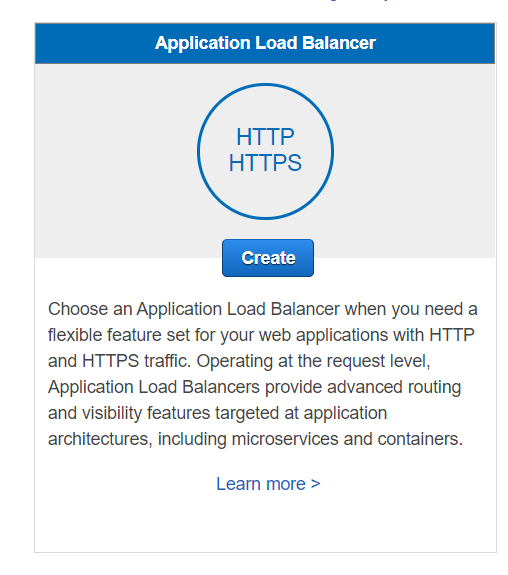 Application Load Balancer
HTTP
HTTPS
Create
Choose an Application Load Balancer when you need a
flexible feature set for your web applications with HTTP
and HTTPS traffic. Operating at the request level,
Application Load Balancers provide advanced routing
and visibility features targeted at application
architectures, including microservices and containers.
Learn more >